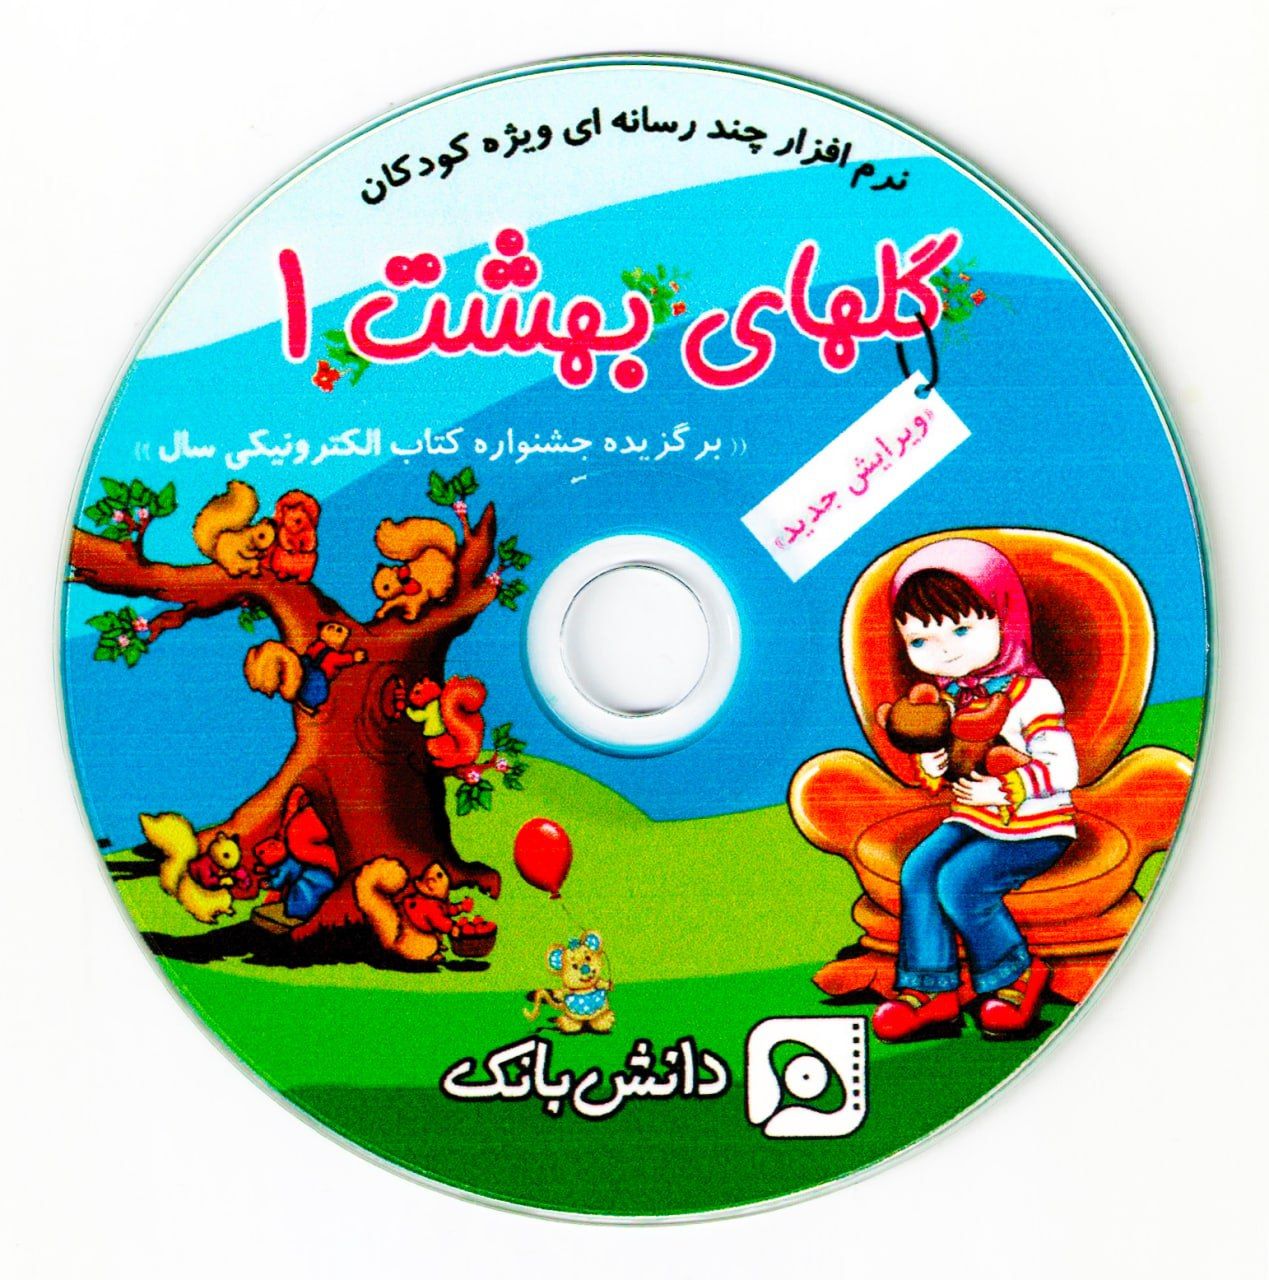 نرم افزار چند رسانه ای ویژه کودکان
گلهای بهشت ۱
«ویرایش جدید»
(( برگزیده جشنواره کتاب الکترونیکی سال ))
دانش بانک